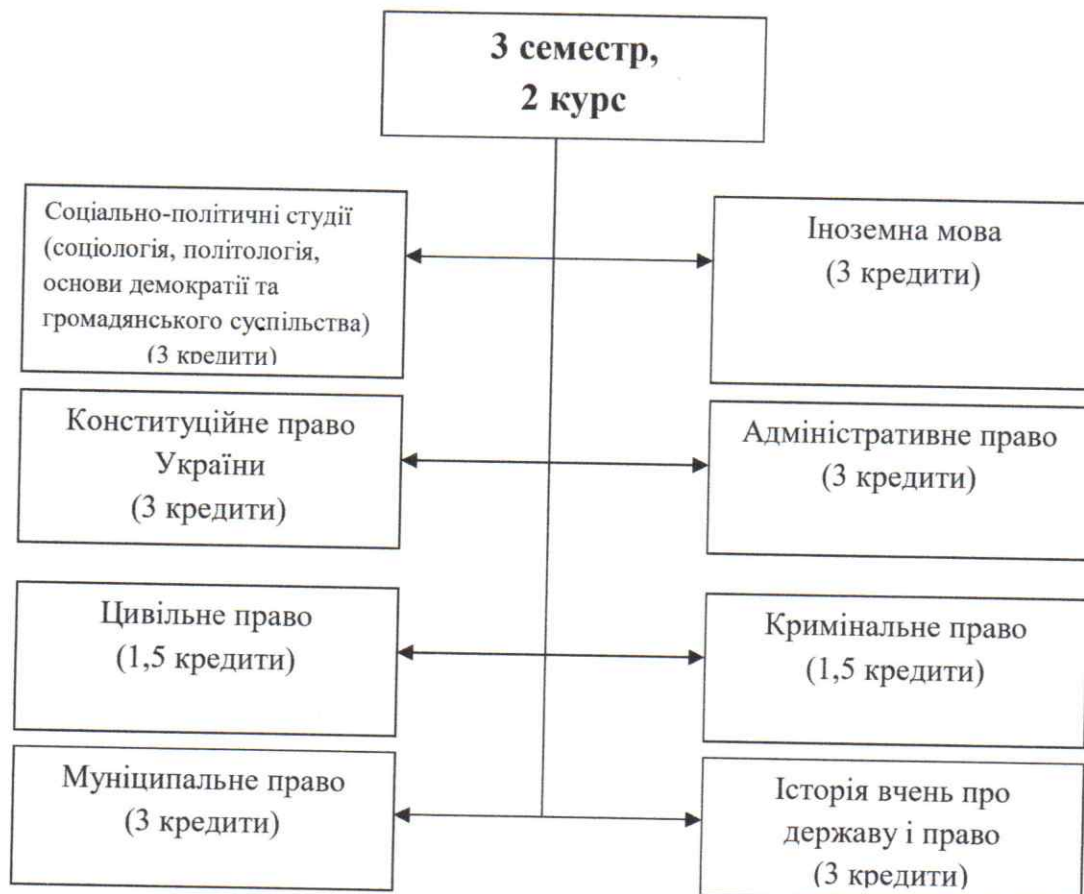 3 семестр,
2 курс
Соціально-політичні студії
(соціологія, політологія,
основи демократії та
громадянського суспільства)
(3 кредити)
Іноземна мова
(3 кредити)
Конституційне право
України
(3 кредити)
Адміністративне право
(3 кредити)
Цивільне право
(1,5 кредити)
Кримінальне право
(1,5 кредити)
Муніципальне право
(3 кредити)
Історія вчень про
державу і право
(3 кредити)